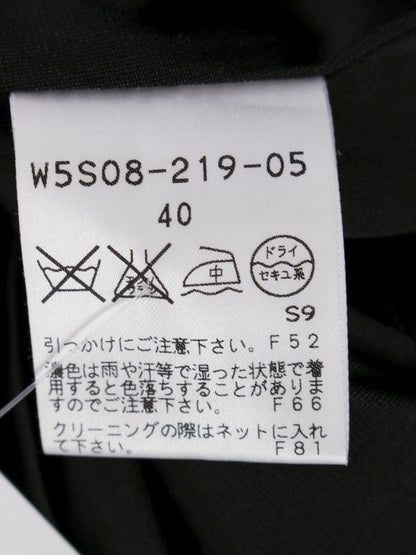 W5S08-219-05
40
中
ドライ
セキユ系
S9
引っかけにご注意下さい。F52
濃色は雨や汗等で湿った状態で着
用すると色落ちすることがありま
すのでご注意下さい。 F66
クリーニングの際はネットに入れ
て下さい。 F81